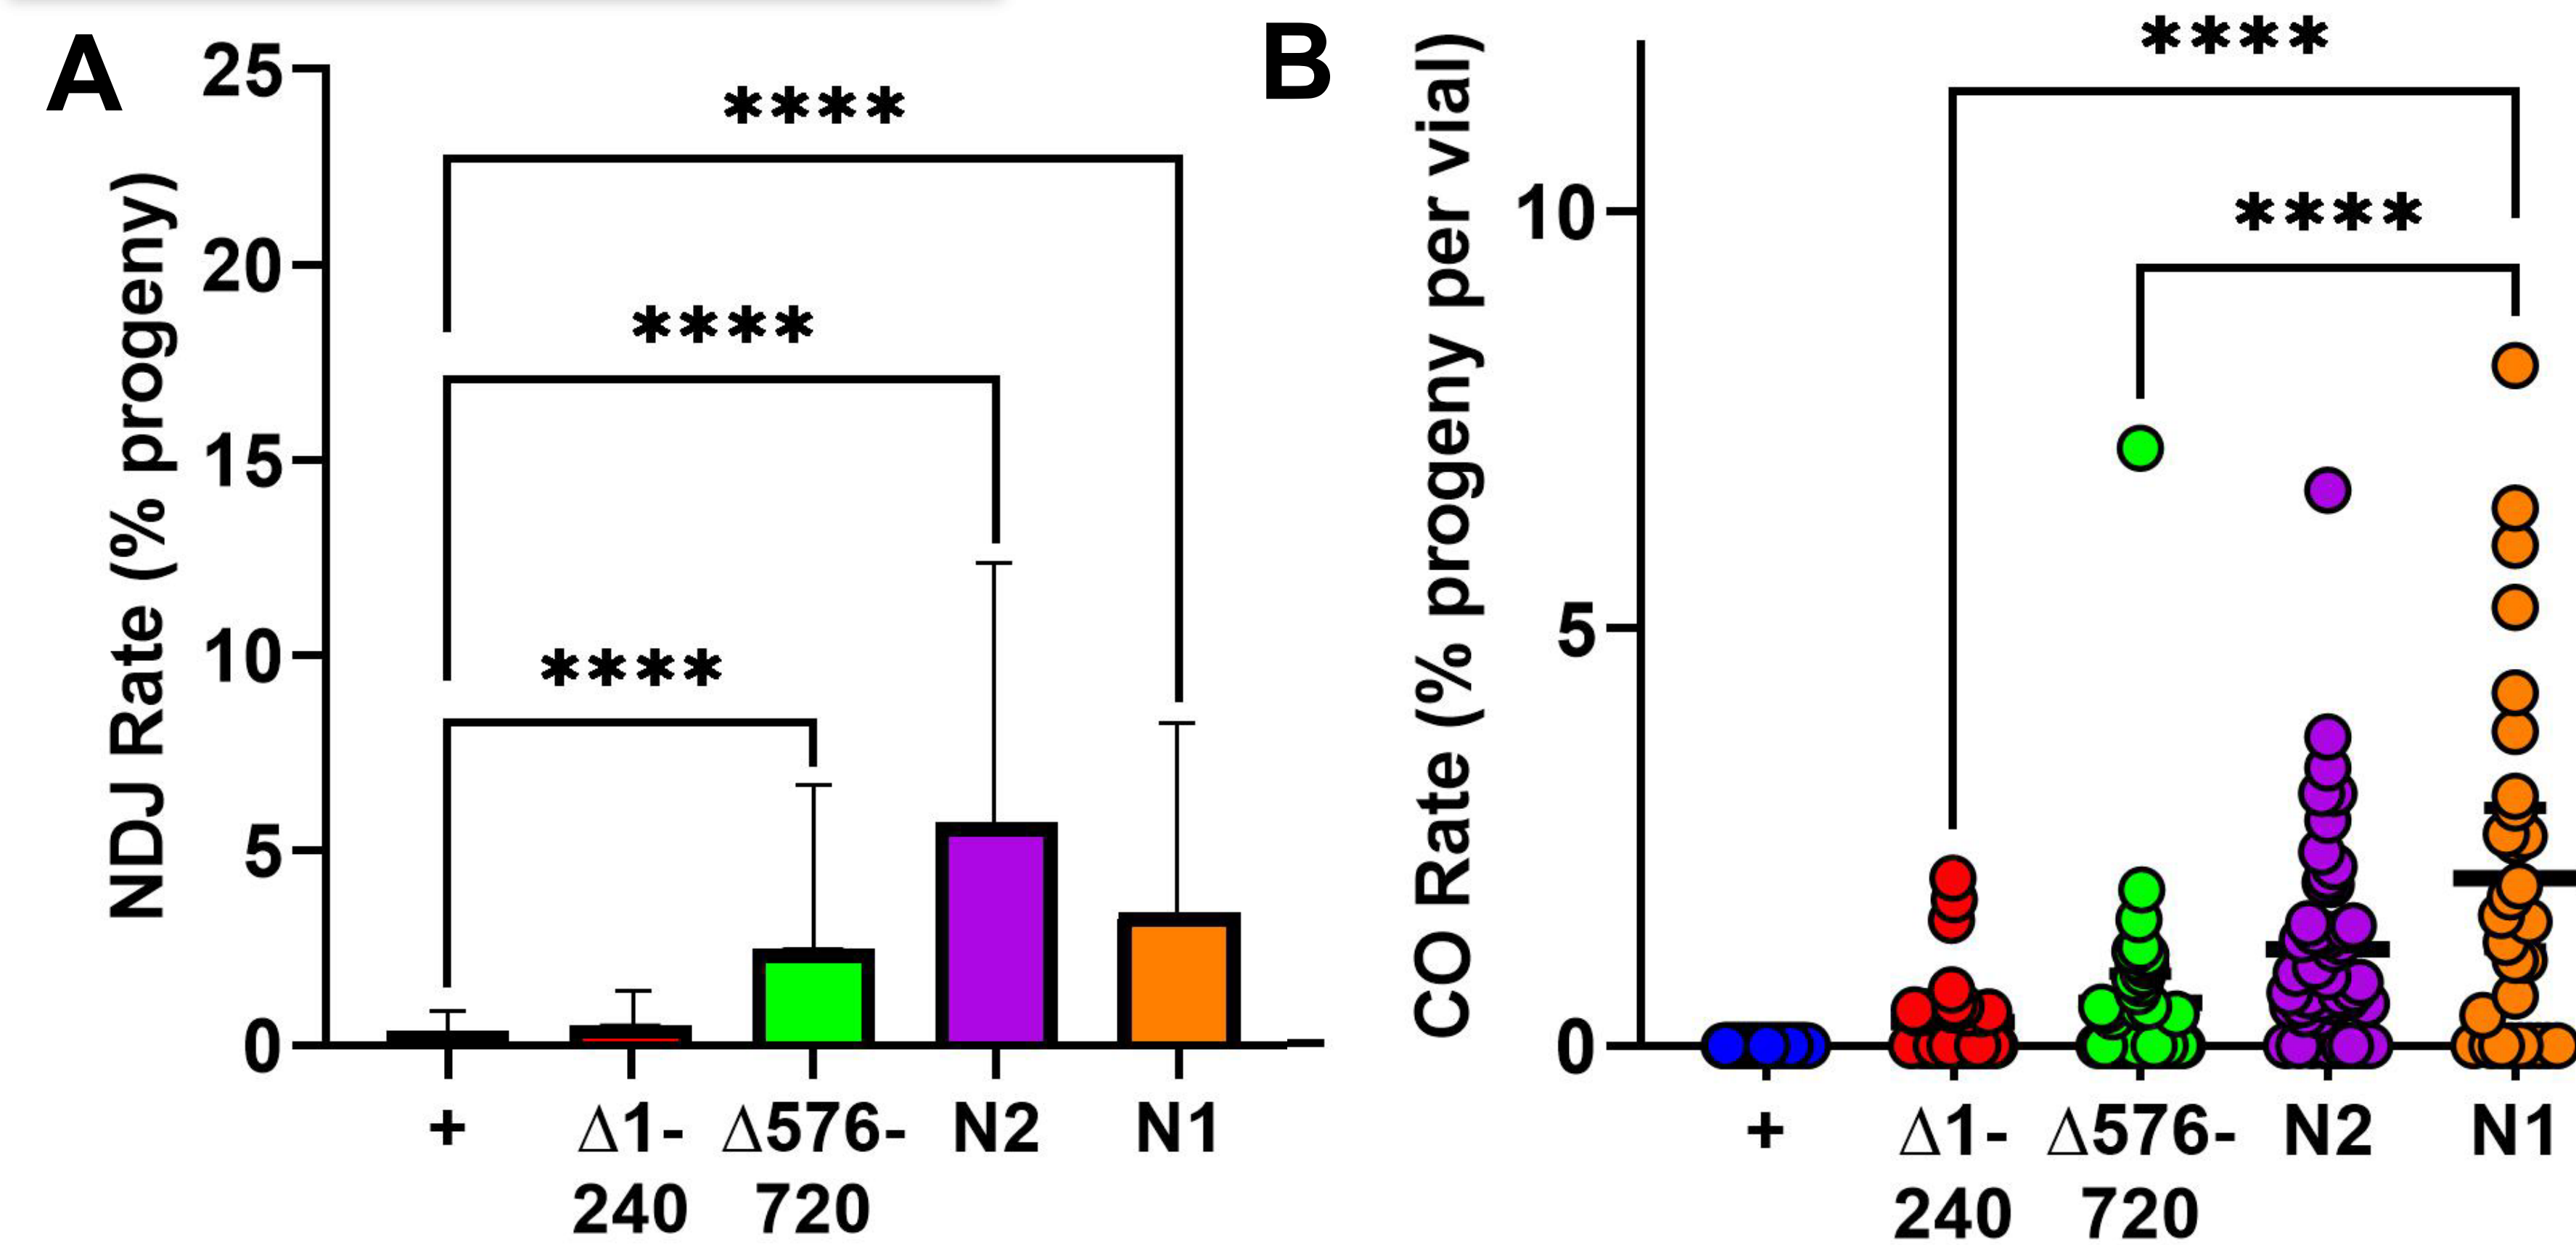 A
NDJ Rate (% progeny)
25
20
15
10
5
0
****
****
****
+
Δ1-
240
Δ576-
720
N2
N1
B
CO Rate (% progeny per vial)
10
5
0
****
****
+
Δ1-
240
Δ576-
720
N2
N1